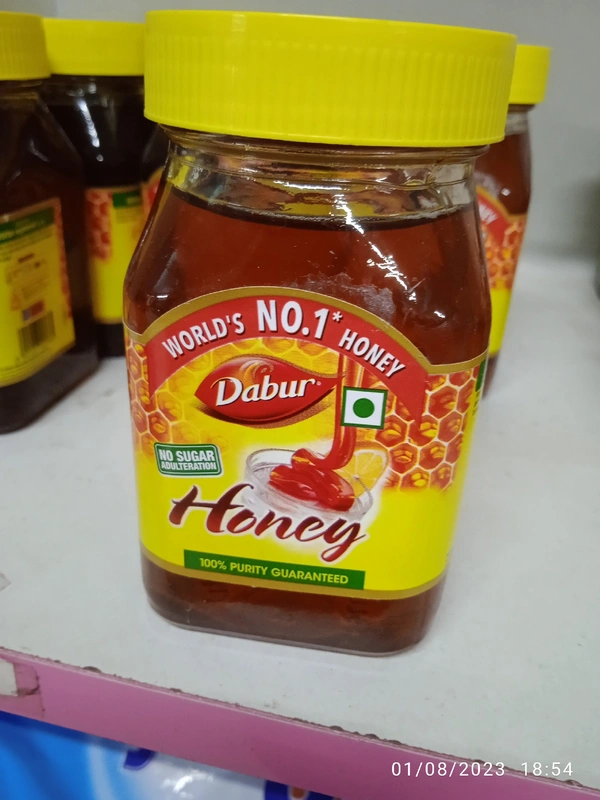 WORLD'S NO.1* HONEY
Dabur
NO SUGAR
ADULTERATION
Honey
100% PURITY GUARANTEED
01/08/2023 18:54